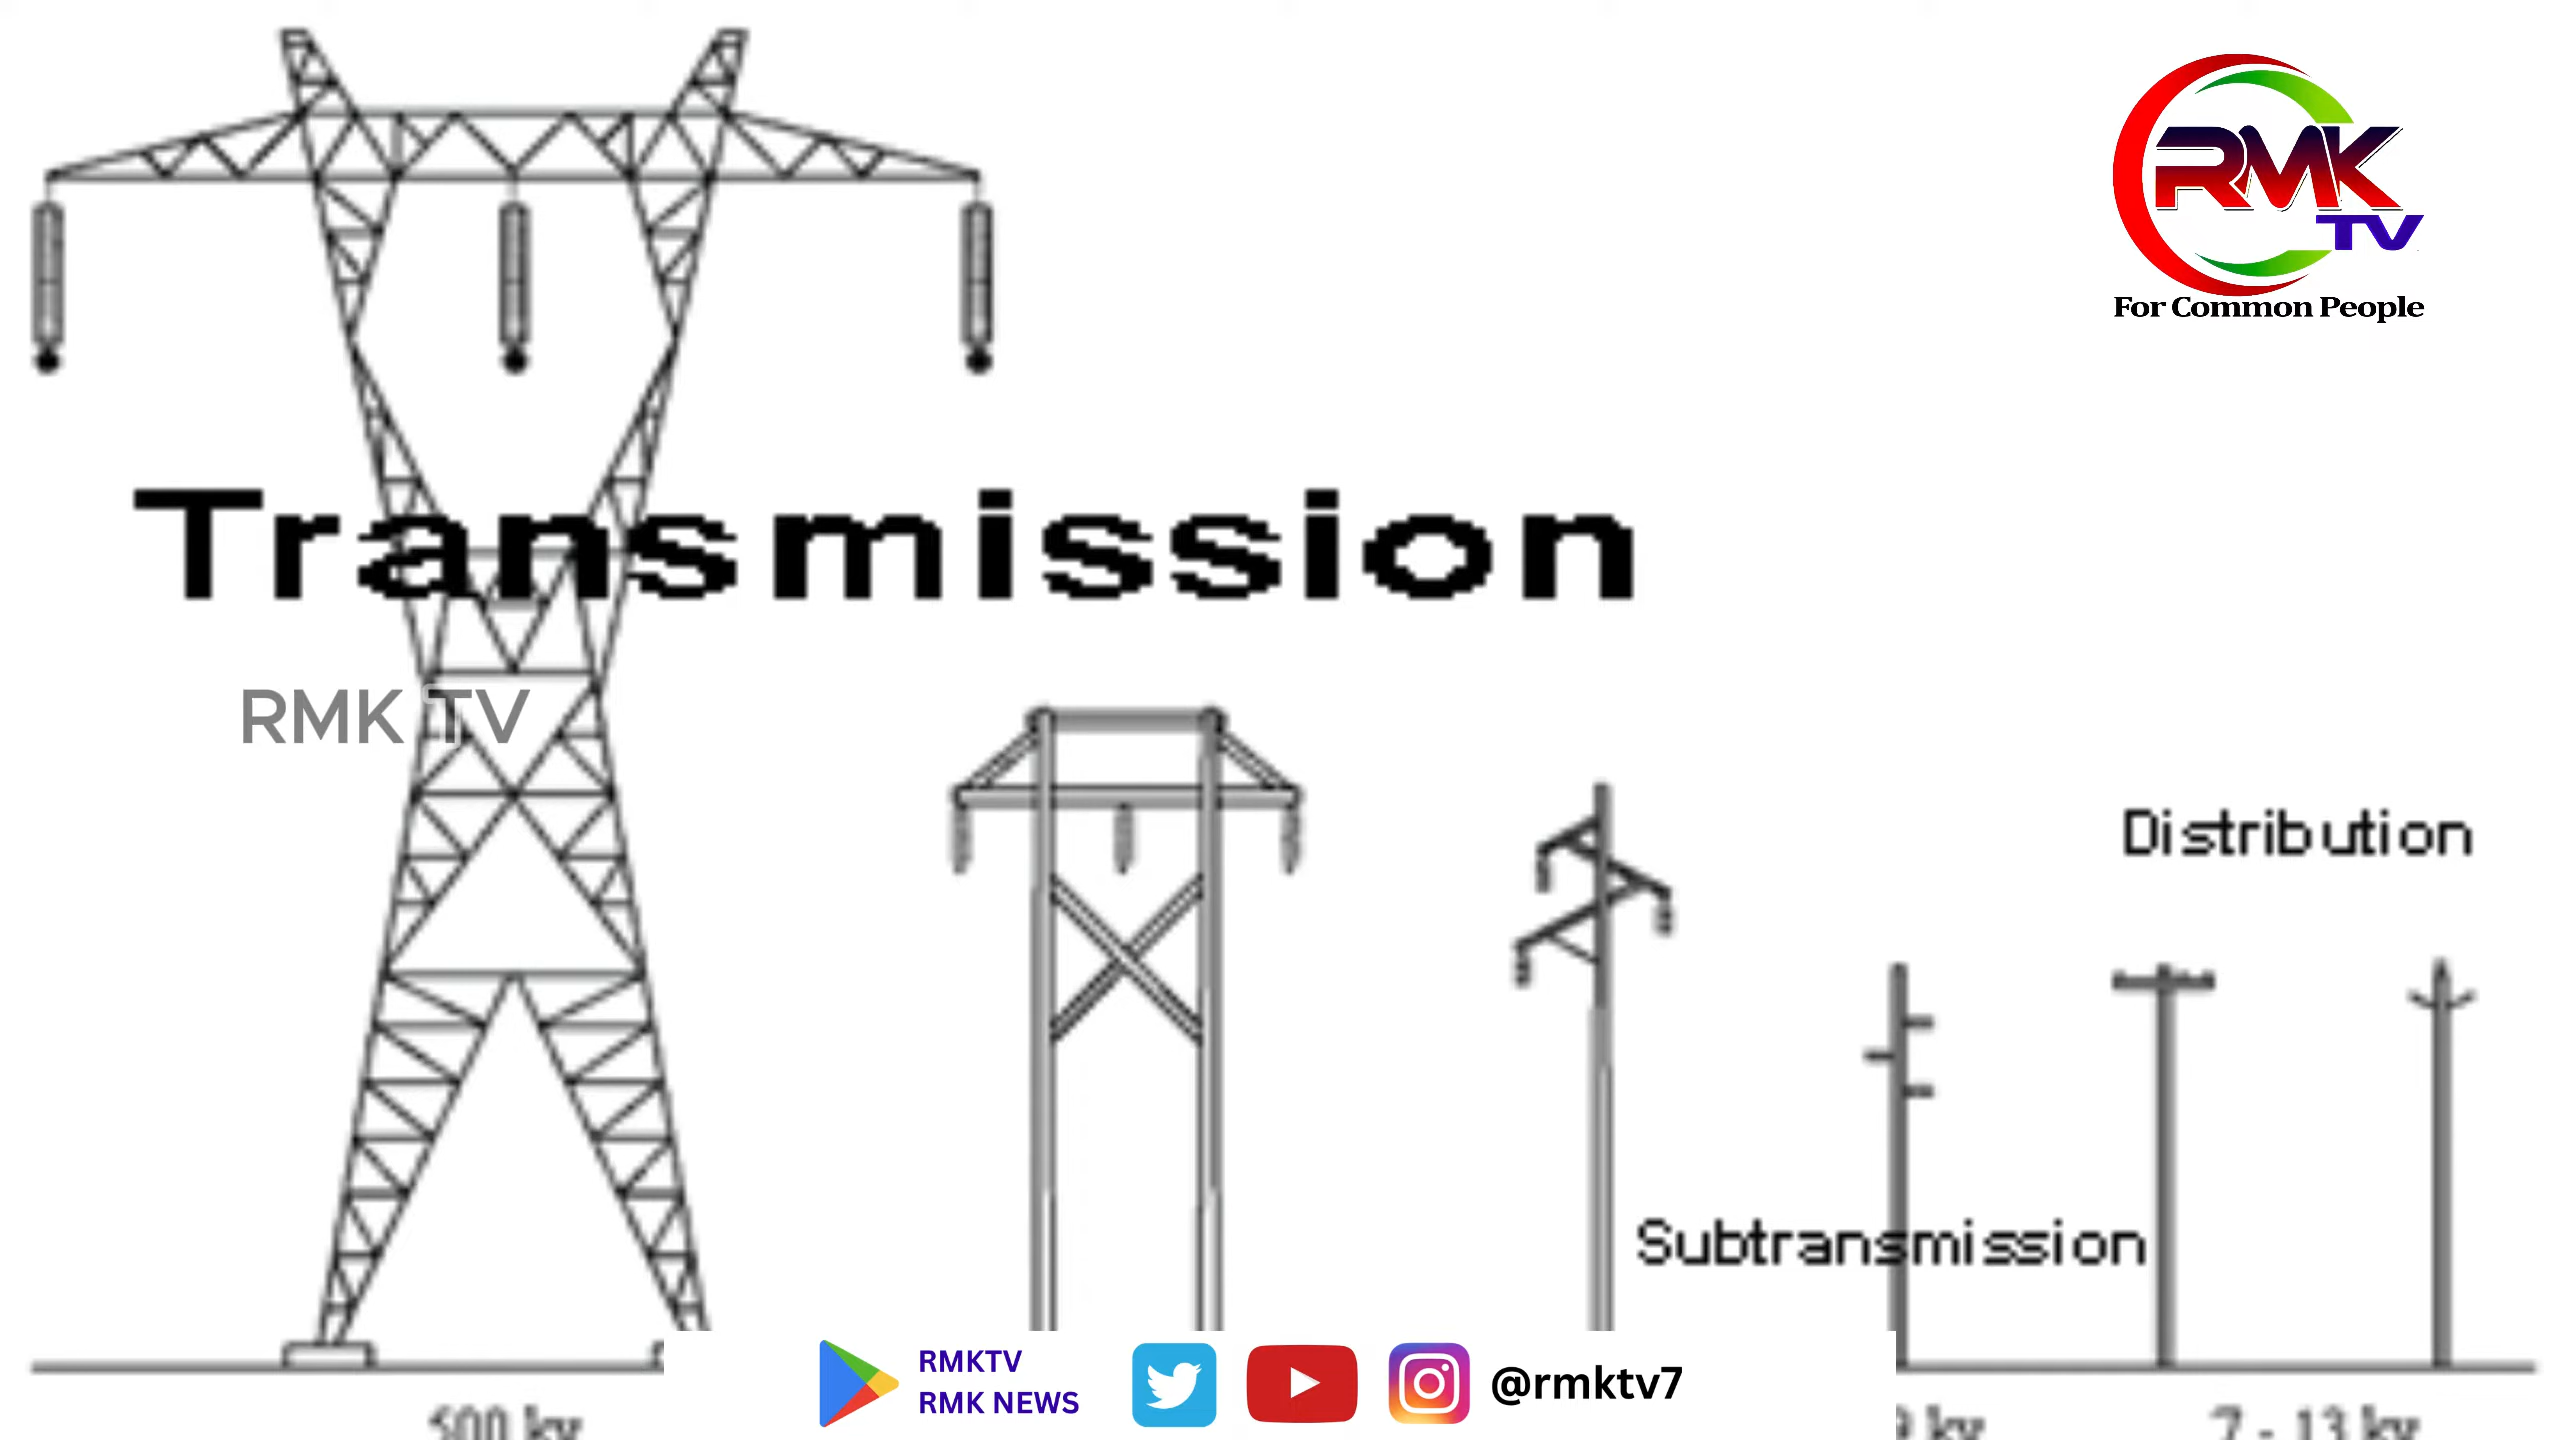 RMK
TV
For Common People
Transmission
RMK TV
Distribution
Subtransmission
RMKTV
RMK NEWS
@rmktv7
500 kv
kv
7 - 13 kv